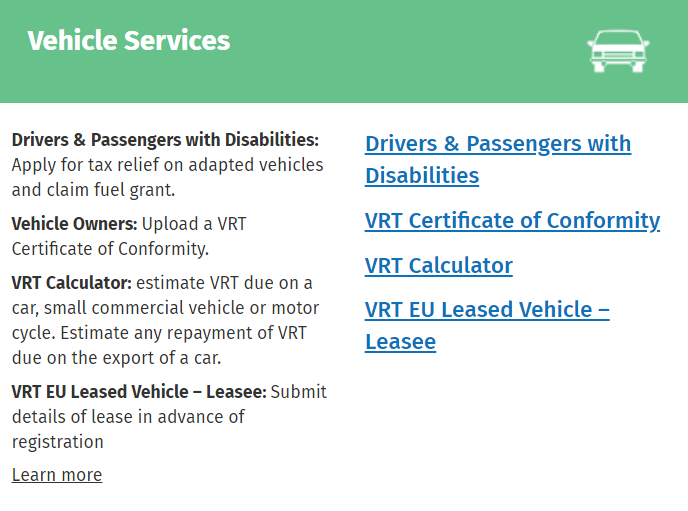 Vehicle Services
Drivers & Passengers with Disabilities:
Apply for tax relief on adapted vehicles
and claim fuel grant.
Vehicle Owners: Upload a VRT
Certificate of Conformity.
VRT Calculator: estimate VRT due on a
car, small commercial vehicle or motor
cycle. Estimate any repayment of VRT
due on the export of a car.
VRT EU Leased Vehicle – Leasee: Submit
details of lease in advance of
registration
Learn more
Drivers & Passengers with
Disabilities
VRT Certificate of Conformity
VRT Calculator
VRT EU Leased Vehicle –
Leasee